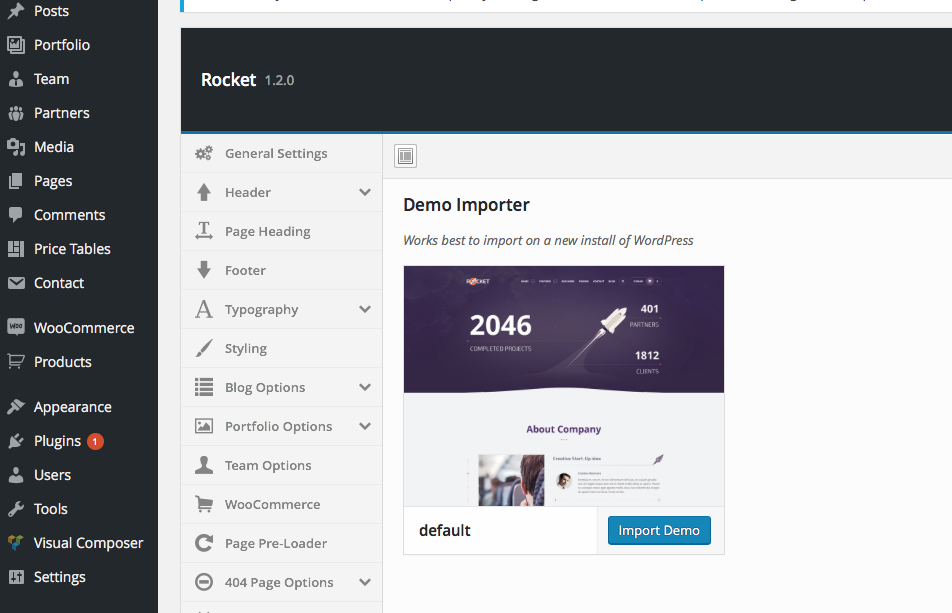 Posts
Portfolio
Team
Partners
Media
Pages
Comments
Price Tables
Contact
WooCommerce
Products
Appearance
Plugins 1
Users
Tools
Visual Composer
Settings
Rocket 1.2.0
General Settings
Header
Page Heading
Footer
Typography
Styling
Blog Options
Portfolio Options
Team Options
WooCommerce
Page Pre-Loader
404 Page Options
Demo Importer
Works best to import on a new install of WordPress
ROCKET
2046
COMPLETED PROJECTS
401
PARTNERS
1812
CLIENTS
About Company
Creative Start-Up Idea
default
Import Demo